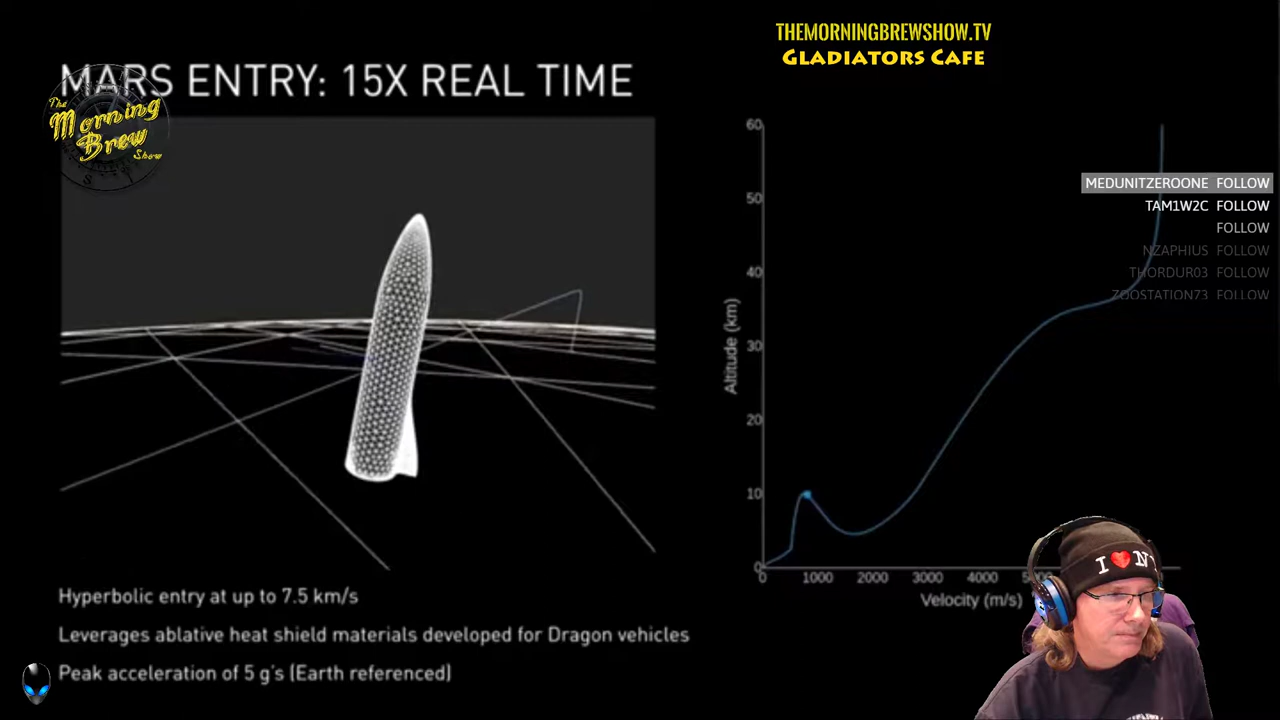 THEMORNINGBREWSHOW.TV
GLADIATORS CAFE
MARS ENTRY: 15X REAL TIME
The
Morning
Brew
Show
60
50
40
30
20
10
0
Altitude (km)
MEDUNITZEROONE FOLLOW
TAM1W2C FOLLOW
FOLLOW
NZAPHIUS FOLLOW
THORDUR03 FOLLOW
ZOOSTATION73 FOLLOW
0 1000 2000 3000 4000
Velocity (m/s)
I ❤ N
Hyperbolic entry at up to 7.5 km/s
Leverages ablative heat shield materials developed for Dragon vehicles
Peak acceleration of 5 g's (Earth referenced)